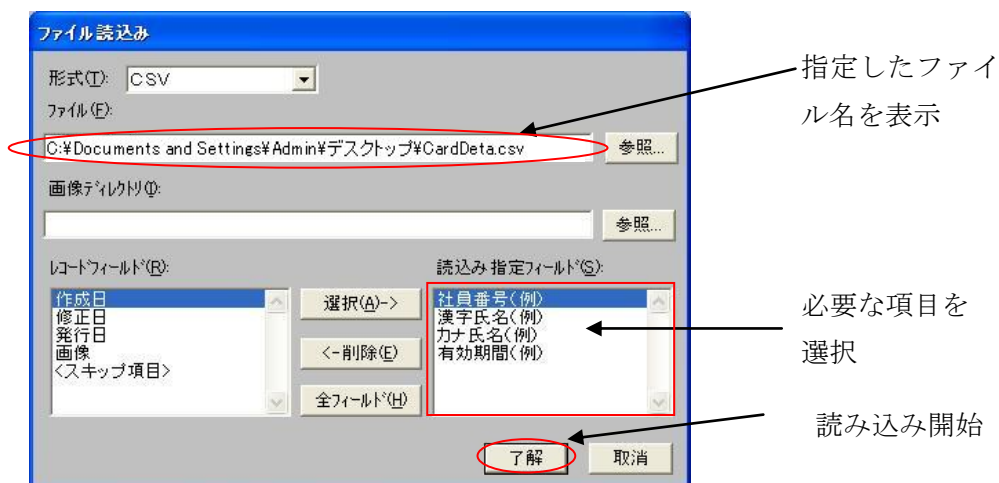 ファイル読込み
形式(T): CSV
ファイル(F):
C:¥Documents and Settings¥Admin¥デスクトップ¥CardDeta.csv
参照...
画像ディレクトリ(I):
参照...
レコードフィールド(R):
作成日
修正日
発行日
画像
<スキップ項目>
選択(A)->
<-削除(E)
全フィールド(H)
読込み指定フィールド(S):
社員番号(例)
漢字氏名(例)
カナ氏名(例)
有効期間(例)
了解
取消
指定したファイ
ル名を表示
必要な項目を
選択
読み込み開始